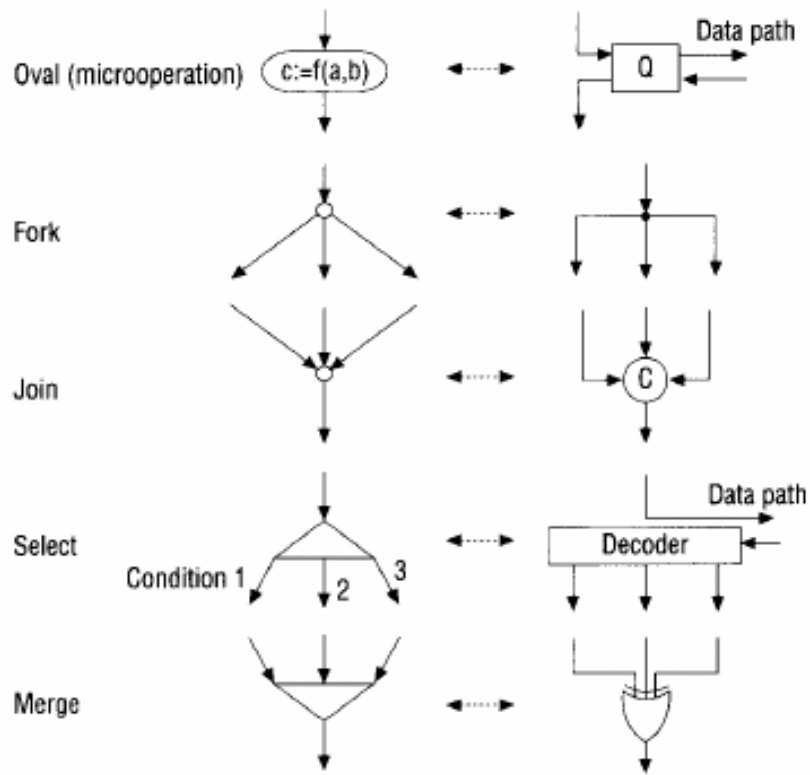 Data path
Oval (microoperation)
c:=f(a,b)
Q
Fork
Join
C
Data path
Select
Decoder
Condition 1
2
3
Merge